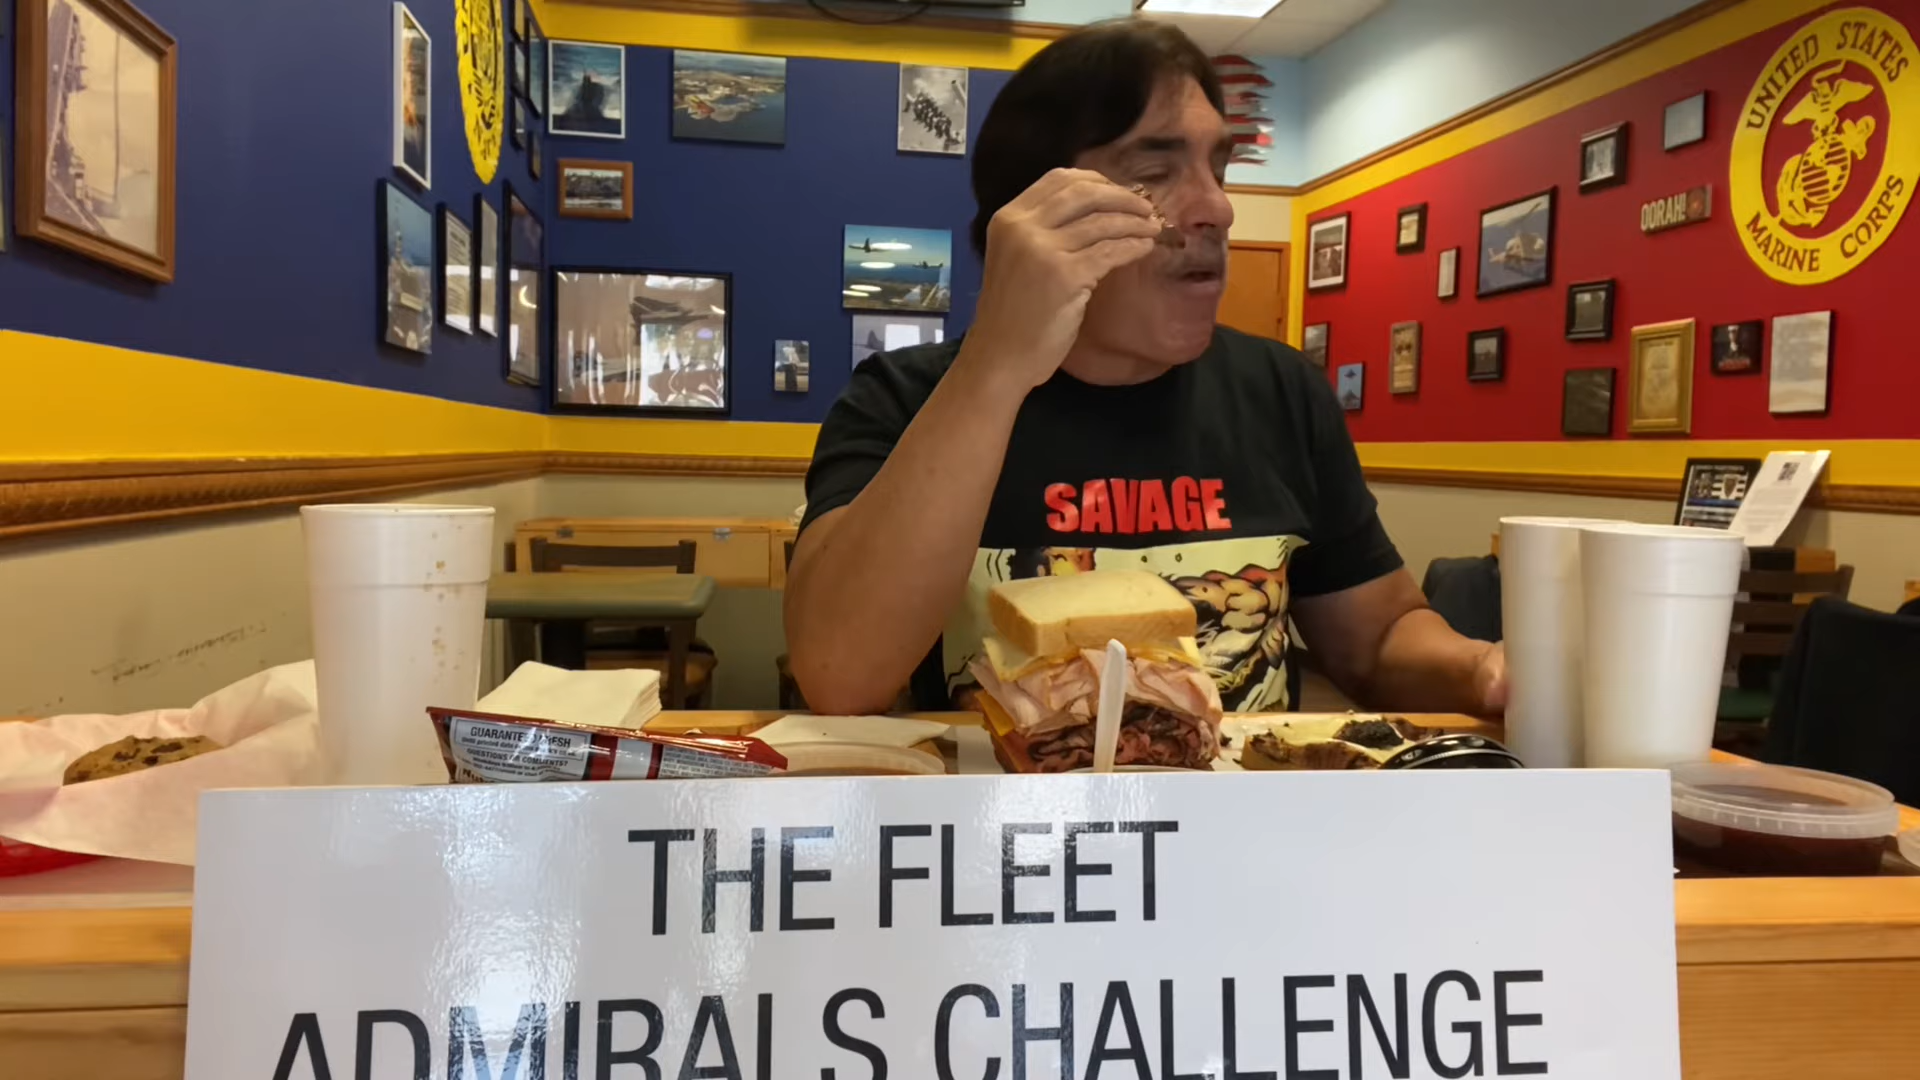 UNITED STATES
MARINE CORPS
OORAH!
SAVAGE
GUARANTEED FRESH
QUESTIONS OR COMMENTS?
THE FLEET
ADMIRALS CHALLENGE